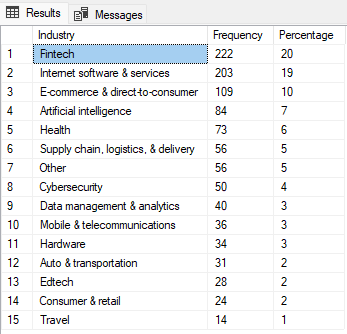 Results Messages
Industry Frequency Percentage
1 Fintech 222 20
2 Internet software & services 203 19
3 E-commerce & direct-to-consumer 109 10
4 Artificial intelligence 84 7
5 Health 73 6
6 Supply chain, logistics, & delivery 56 5
7 Other 56 5
8 Cybersecurity 50 4
9 Data management & analytics 40 3
10 Mobile & telecommunications 36 3
11 Hardware 34 3
12 Auto & transportation 31 2
13 Edtech 28 2
14 Consumer & retail 24 2
15 Travel 14 1